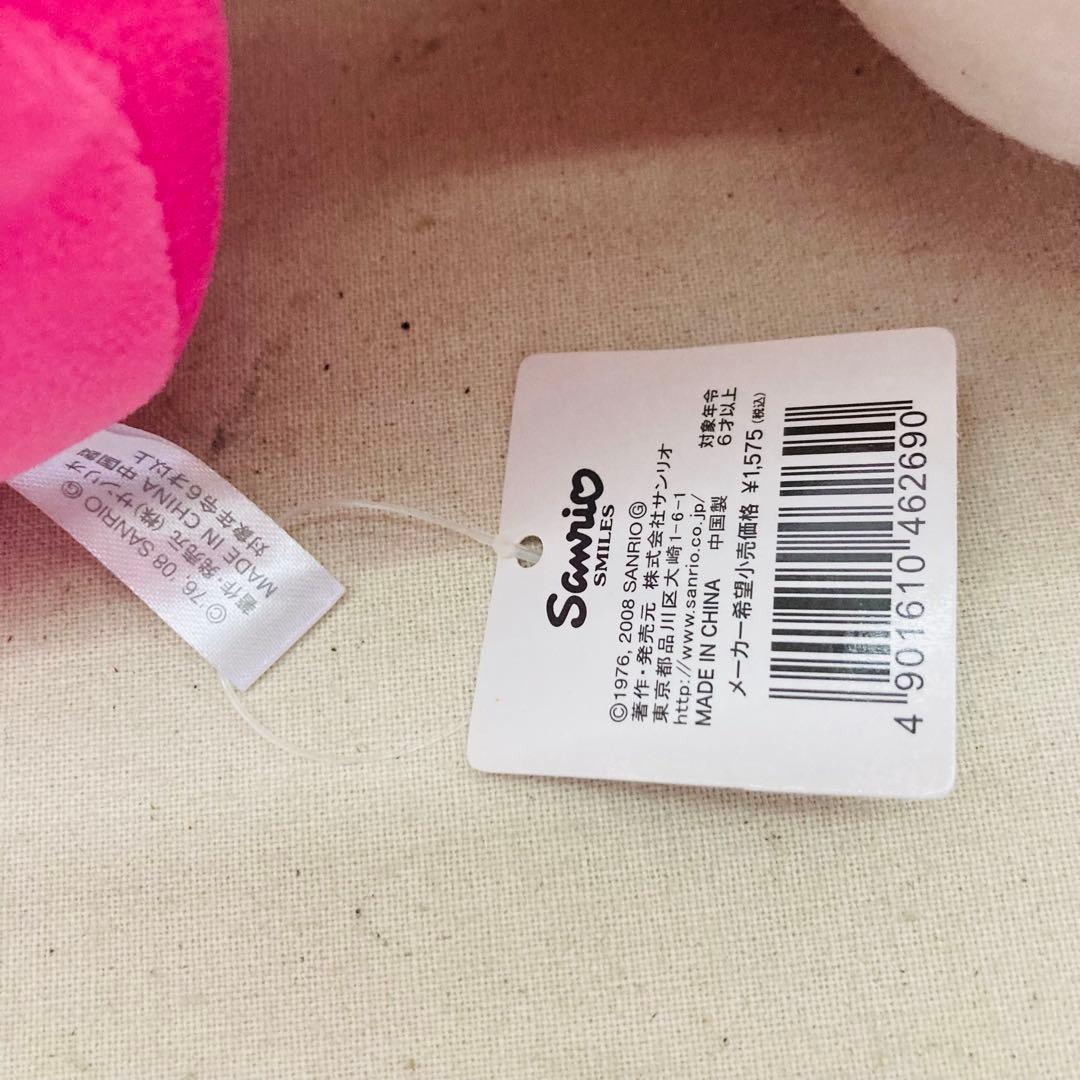 Sanrio
SMILES
©1976, 2008 SANRIO Ⓖ
著作・発売元 株式会社サンリオ
東京都品川区大崎1-6-1
http://www.sanrio.co.jp/
MADE IN CHINA 中国製
対象年令
6才以上
メーカー希望小売価格 ¥1,575(税込)
4901610462690
©'76, '08 SANRIO Ⓖ
著作・発売元 (株)サンリオ
MADE IN CHINA 中国製
対象年令6才以上